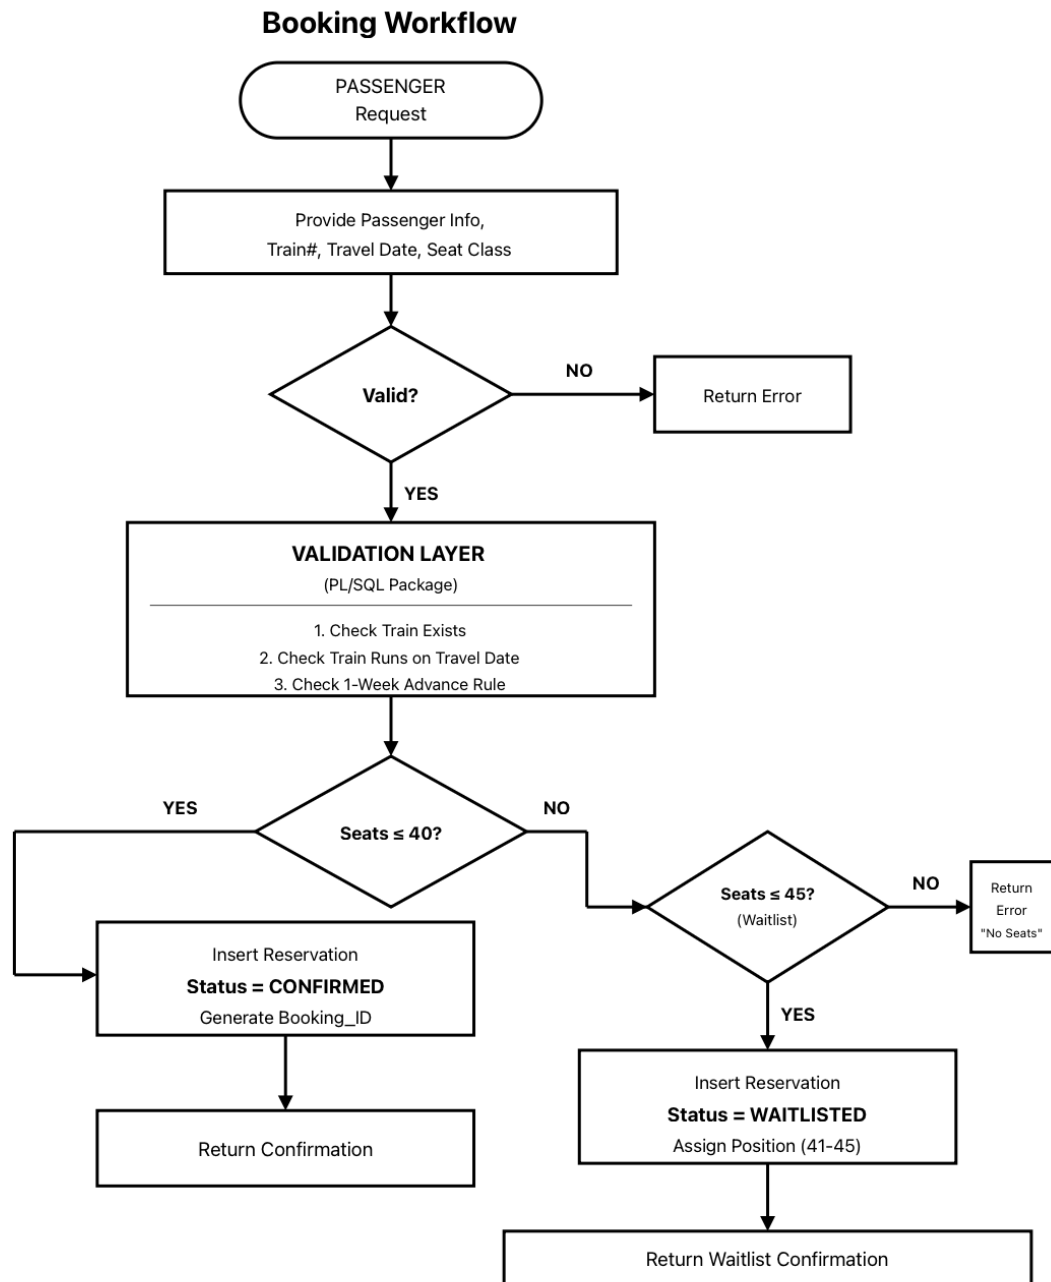 Booking Workflow
PASSENGER
Request
Provide Passenger Info,
Train#, Travel Date, Seat Class
Valid?
NO
Return Error
YES
VALIDATION LAYER
(PL/SQL Package)
1. Check Train Exists
2. Check Train Runs on Travel Date
3. Check 1-Week Advance Rule
Seats ≤ 40?
YES
NO
Insert Reservation
Status = CONFIRMED
Generate Booking_ID
Return Confirmation
Seats ≤ 45?
(Waitlist)
NO
Return
Error
"No Seats"
YES
Insert Reservation
Status = WAITLISTED
Assign Position (41-45)
Return Waitlist Confirmation